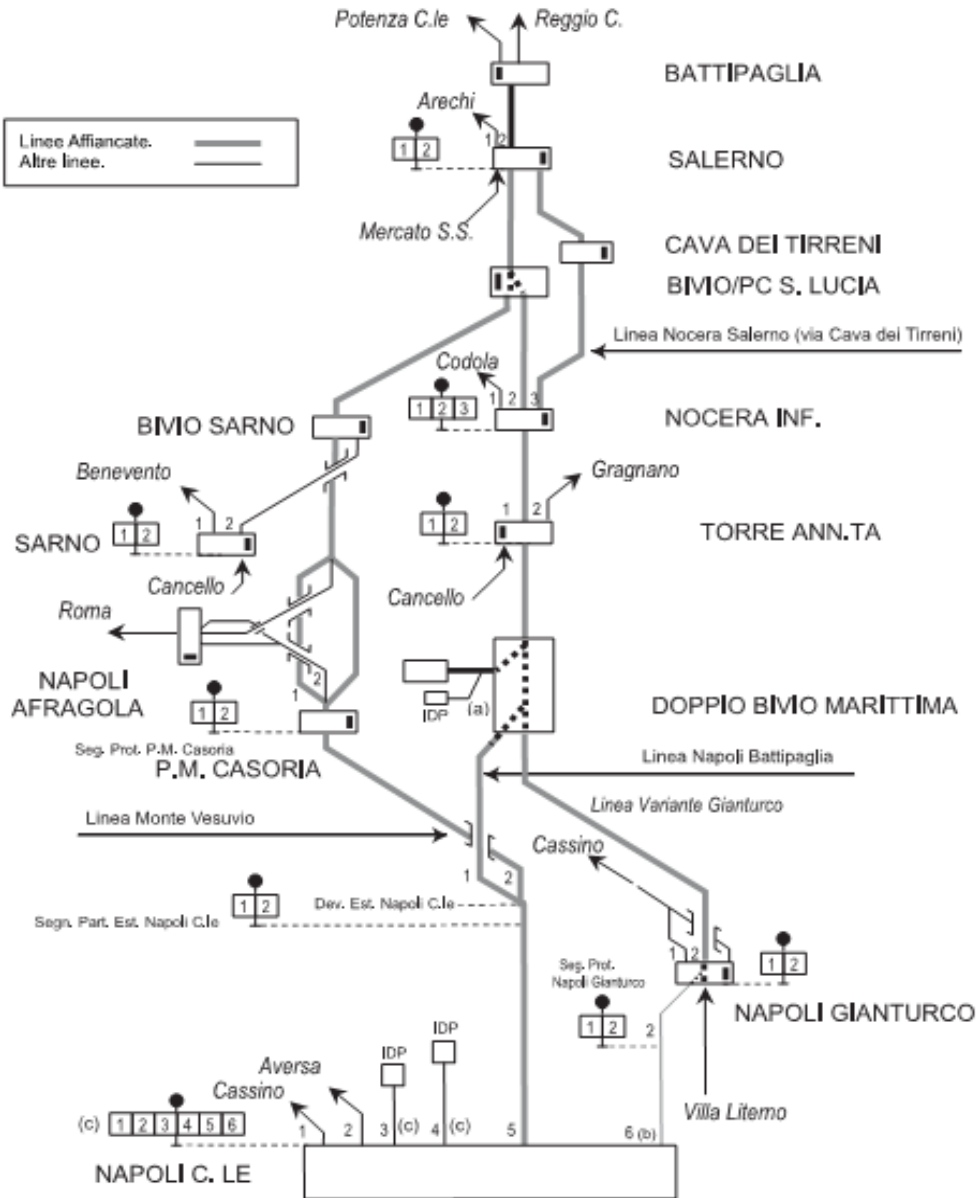 Potenza C.le
Reggio C.
BATTIPAGLIA
Linee Affiancate.
Altre linee.
Arechi
1 2
1 2
SALERNO
Mercato S.S.
CAVA DEI TIRRENI
BIVIO/PC S. LUCIA
Linea Nocera Salerno (via Cava dei Tirreni)
Codola
1 2 3
1 2 3
NOCERA INF.
BIVIO SARNO
Benevento
Gragnano
1 2
1 2
SARNO
1 2
1 2
TORRE ANN.TA
Cancello
Cancello
Roma
NAPOLI
AFRAGOLA
1 2
1 2
IDP
(a)
DOPPIO BIVIO MARITTIMA
Seg. Prot. P.M. Casoria
P.M. CASORIA
Linea Napoli Battipaglia
Linea Variante Gianturco
Linea Monte Vesuvio
Cassino
1 2
1 2
Dev. Est. Napoli C.le
Segn. Part. Est. Napoli C.le
1 2
1 2
Seg. Prot.
Napoli Gianturco
1 2
2
NAPOLI GIANTURCO
IDP
IDP
Aversa
Cassino
Villa Literno
(c) 1 2 3 4 5 6
1 2 3 (c) 4 (c) 5 6 (b)
NAPOLI C. LE